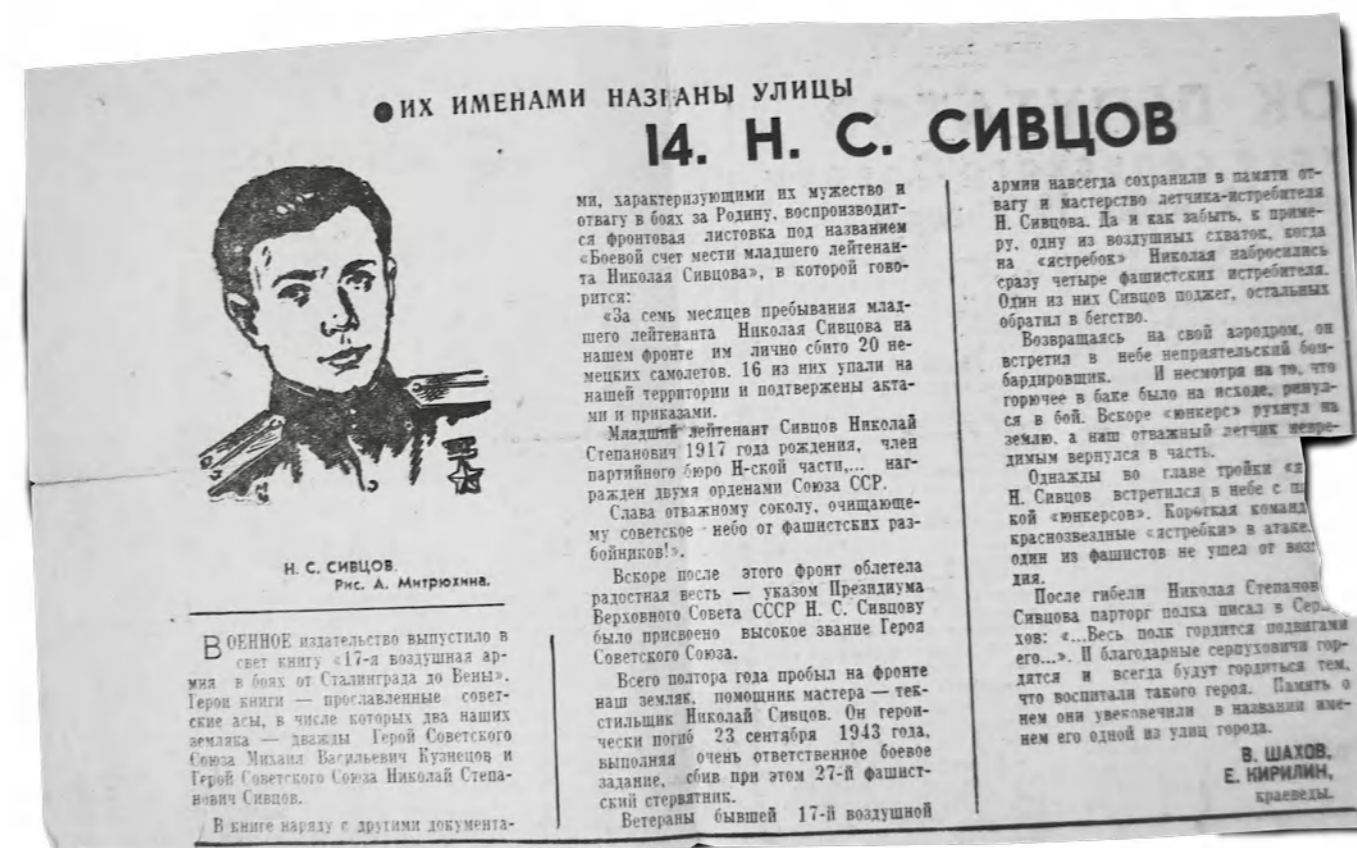 ●ИХ ИМЕНАМИ НАЗВАНЫ УЛИЦЫ
14. Н. С. СИВЦОВ
Н. С. СИВЦОВ.
Рис. А. Митрюхина.
ВОЕННОЕ издательство выпустило в
свет книгу «17-я воздушная ар-
мия в боях от Сталинграда до Вены».
Герои книги — прославленные совет-
ские асы, в числе которых два наших
земляка — дважды Герой Советского
Союза Михаил Васильевич Кузнецов и
Герой Советского Союза Николай Степа-
нович Сивцов.
В книге наряду с другими документа-
ми, характеризующими их мужество и
отвагу в боях за Родину, воспроизводит-
ся фронтовая листовка под названием
«Боевой счет мести младшего лейтенан-
та Николая Сивцова», в которой гово-
рится:
«За семь месяцев пребывания млад-
шего лейтенанта Николая Сивцова на
нашем фронте им лично сбито 20 не-
мецких самолетов. 16 из них упали на
нашей территории и подтвержены акта-
ми и приказами.
Младший лейтенант Сивцов Николай
Степанович 1917 года рождения, член
партийного бюро Н-ской части,... наг-
ражден двумя орденами Союза ССР.
Слава отважному соколу, очищающе-
му советское небо от фашистских раз-
бойников!».
Вскоре после этого фронт облетела
радостная весть — указом Президиума
Верховного Совета СССР Н. С. Сивцову
было присвоено высокое звание Героя
Советского Союза.
Всего полтора года пробыл на фронте
наш земляк, помощник мастера — тек-
стильщик Николай Сивцов. Он герои-
чески погиб 23 сентября 1943 года,
выполняя очень ответственное боевое
задание, сбив при этом 27-й фашист-
ский стервятник.
Ветераны бывшей 17-й воздушной
армии навсегда сохранили в памяти от-
вагу и мастерство летчика-истребителя
Н. Сивцова. Да и как забыть, к приме-
ру, одну из воздушных схваток, когда
на «ястребок» Николая набросились
сразу четыре фашистских истребителя.
Один из них Сивцов поджег, остальных
обратил в бегство.
Возвращаясь на свой аэродром, он
встретил в небе неприятельский бом-
бардировщик. И несмотря на то, что
горючее в баке было на исходе, ринул-
ся в бой. Вскоре «юнкерс» рухнул на
землю, а наш отважный летчик невре-
димым вернулся в часть.
Однажды во главе тройки
Н. Сивцов встретился в небе с
кой «юнкерсов». Короткая
краснозвездные «ястребки» в атаке.
один из фашистов не ушел от
дия.
После гибели Николая
Сивцова парторг полка писал в
хов: «...Весь полк гордится подвигами
его...». И благодарные серпуховичи гор-
дятся и всегда будут гордиться тем,
что воспитали такого героя. Память о
нем они увековечили в названии име-
нем его одной из улиц города.
В. ШАХОВ,
Е. КИРИЛИН,
краеведы.